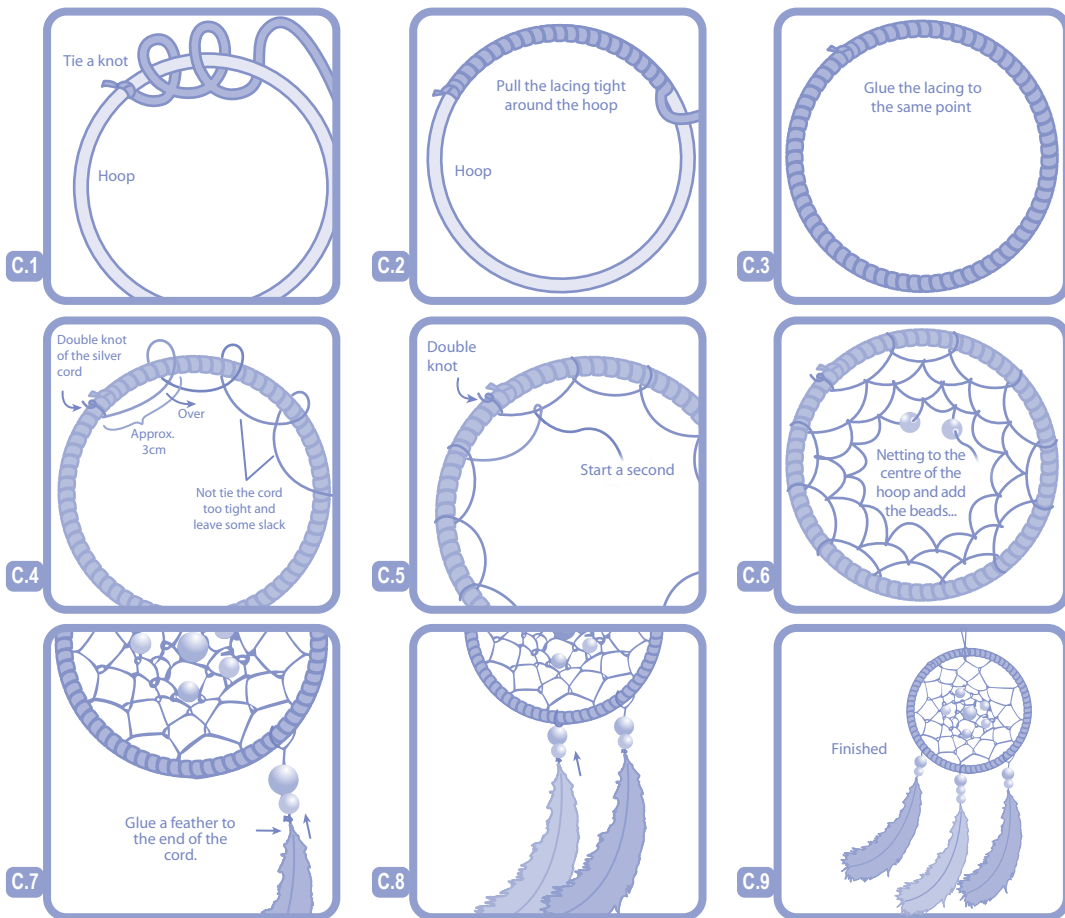 Tie a knot
Hoop
C.1
Pull the lacing tight
around the hoop
Hoop
C.2
Glue the lacing to
the same point
C.3
Double knot
of the silver
cord
Over
Approx.
3cm
Not tie the cord
too tight and
leave some slack
C.4
Double
knot
Start a second
C.5
Netting to the
centre of the
hoop and add
the beads...
C.6
Glue a feather to
the end of the
cord.
C.7
C.8
Finished
C.9